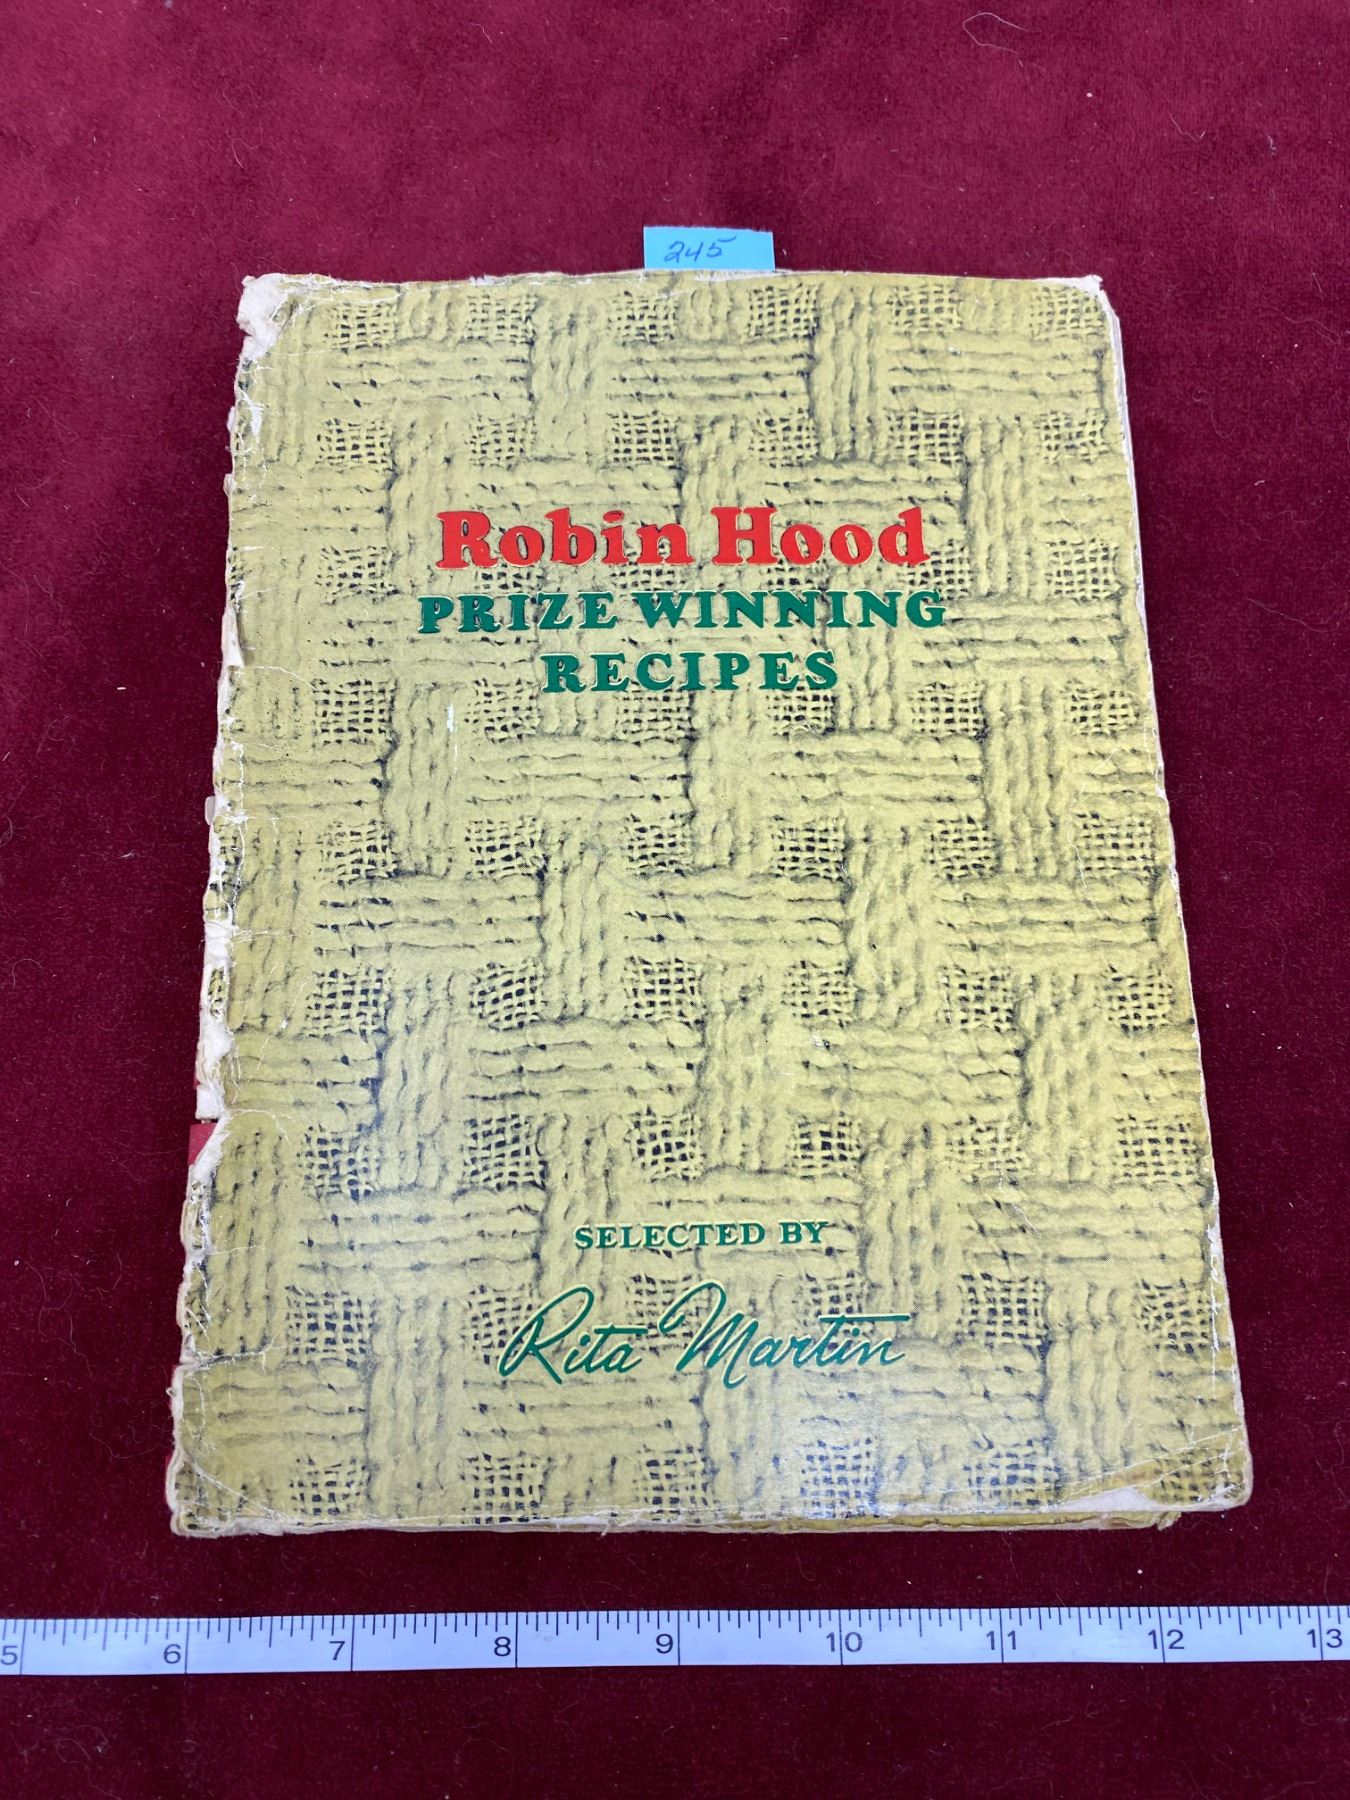 245
Robin Hood
PRIZE WINNING
RECIPES
SELECTED BY
Rita Martin
5 6 7 8 9 10 11 12 13